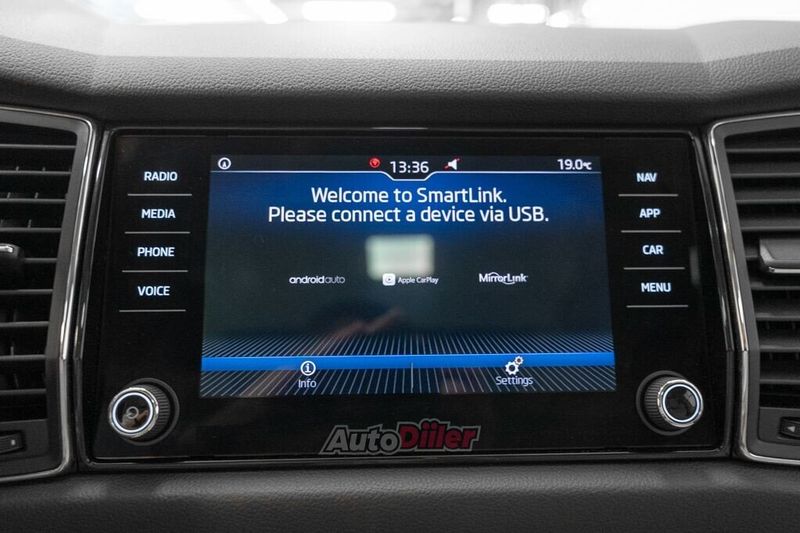 13:36
19.0°C
RADIO
MEDIA
PHONE
VOICE
Welcome to SmartLink.
Please connect a device via USB.
androidauto
Apple CarPlay
MirrorLink
Info
Settings
NAV
APP
CAR
MENU
AutoDiiler